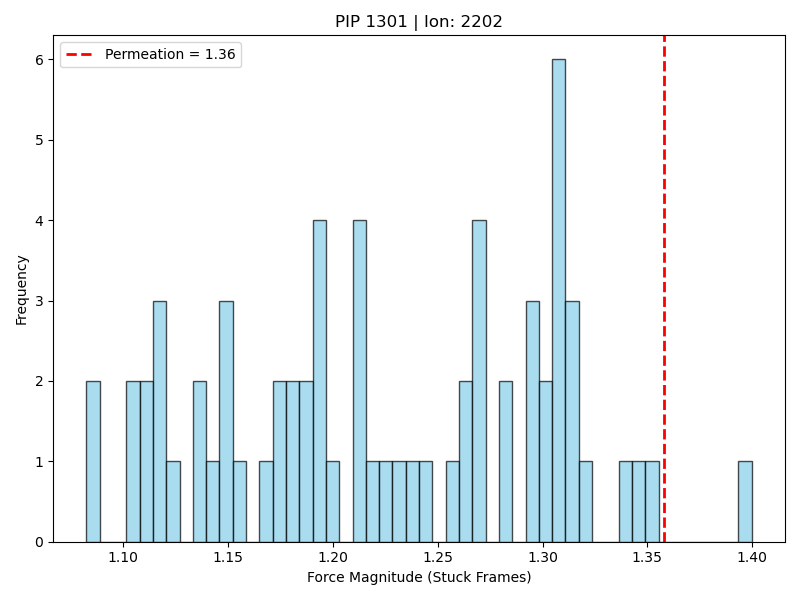 PIP 1301 | Ion: 2202
Permeation = 1.36
Frequency
6
5
4
3
2
1
0
1.10 1.15 1.20 1.25 1.30 1.35 1.40
Force Magnitude (Stuck Frames)